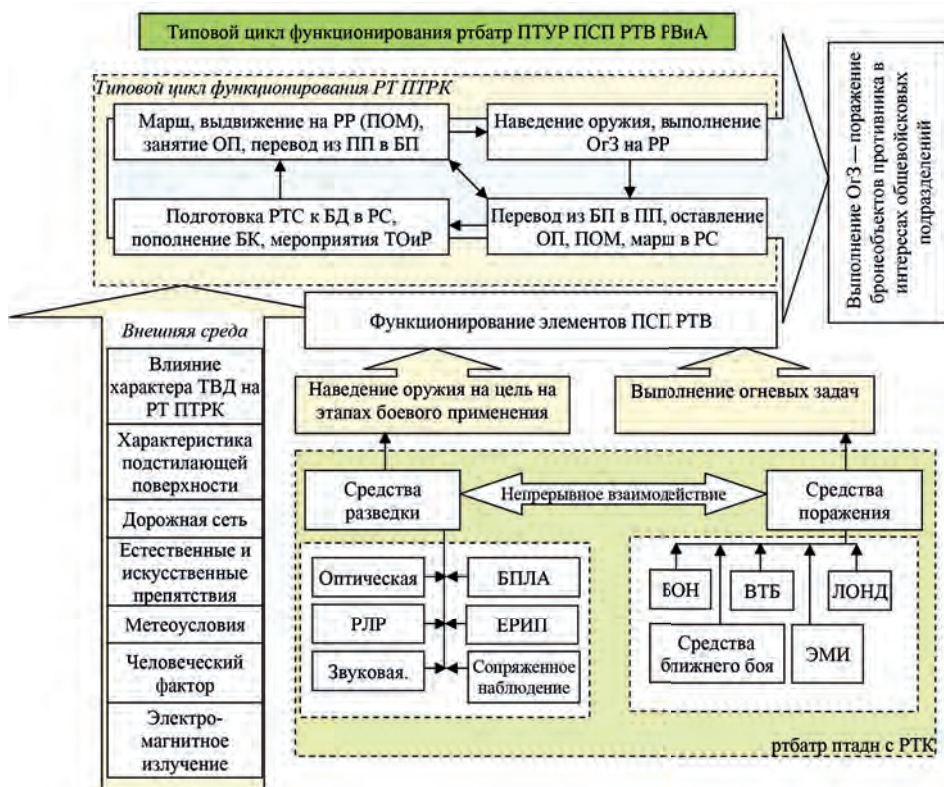 Типовой цикл функционирования ртбатр ПТУР ПСП РТВ РВиА
Типовой цикл функционирования РТ ПТРК
Марш, выдвижение на РР (ПОМ),
занятие ОП, перевод из ПП в БП
Наведение оружия, выполнение
ОгЗ на РР
Подготовка РТС к БД в РС,
пополнение БК, мероприятия ТОиР
Перевод из БП в ПП, оставление
ОП, ПОМ, марш в РС
Выполнение ОгЗ — поражение
бронеобъектов противника в
интересах общевойсковых
подразделений
Функционирование элементов ПСП РТВ
Внешняя среда
Влияние
характера ТВД на
РТ ПТРК
Характеристика
подстилающей
поверхности
Дорожная сеть
Естественные и
искусственные
препятствия
Метеоусловия
Человеческий
фактор
Электро-
магнитное
излучение
Наведение оружия на цель на
этапах боевого применения
Выполнение огневых задач
Средства
разведки
Непрерывное взаимодействие
Средства
поражения
Оптическая
БПЛА
РЛР
ЕРИП
Звуковая.
Сопряженное
наблюдение
БОН
ВТБ
ЛОНД
Средства
ближнего боя
ЭМИ
ртбатр птадн с РТК